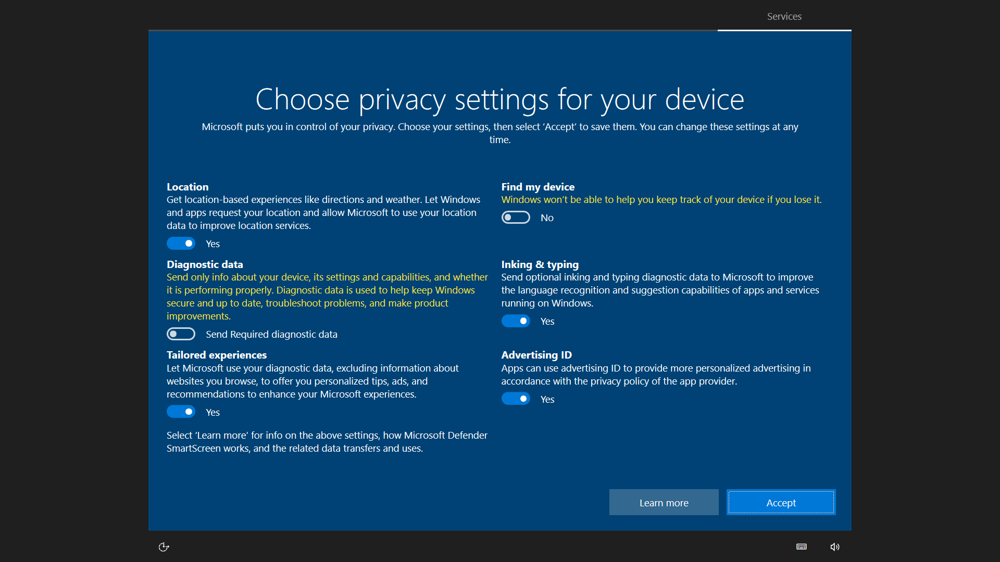 Services
Choose privacy settings for your device
Microsoft puts you in control of your privacy. Choose your settings, then select ‘Accept’ to save them. You can change these settings at any
time.
Location
Get location-based experiences like directions and weather. Let Windows
and apps request your location and allow Microsoft to use your location
data to improve location services.
Yes
Find my device
Windows won’t be able to help you keep track of your device if you lose it.
No
Diagnostic data
Send only info about your device, its settings and capabilities, and whether
it is performing properly. Diagnostic data is used to help keep Windows
secure and up to date, troubleshoot problems, and make product
improvements.
Send Required diagnostic data
Inking & typing
Send optional inking and typing diagnostic data to Microsoft to improve
the language recognition and suggestion capabilities of apps and services
running on Windows.
Yes
Tailored experiences
Let Microsoft use your diagnostic data, excluding information about
websites you browse, to offer you personalized tips, ads, and
recommendations to enhance your Microsoft experiences.
Yes
Advertising ID
Apps can use advertising ID to provide more personalized advertising in
accordance with the privacy policy of the app provider.
Yes
Select ‘Learn more’ for info on the above settings, how Microsoft Defender
SmartScreen works, and the related data transfers and uses.
Learn more
Accept